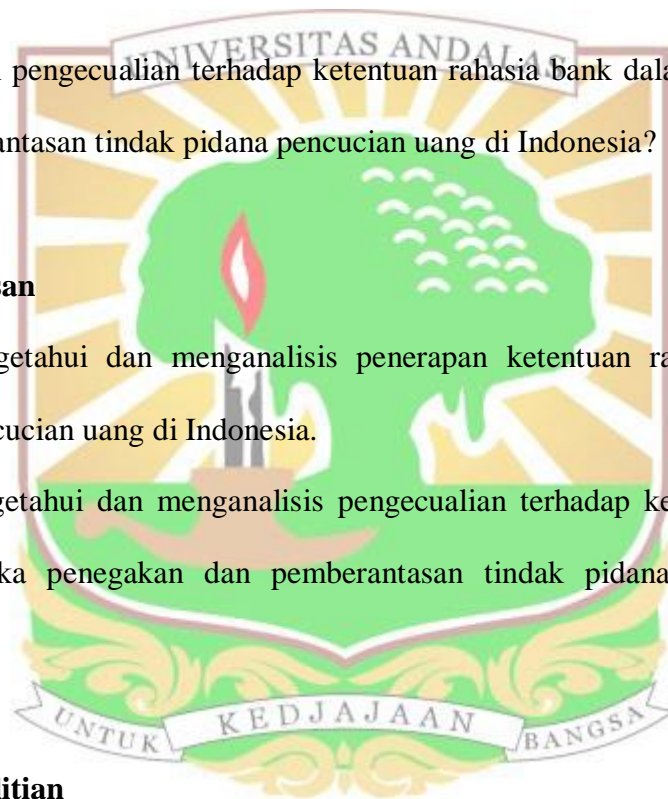 UNIVERSITAS ANDALAS
pengecualian terhadap ketentuan rahasia bank dala
antasan tindak pidana pencucian uang di Indonesia?
san
getahui dan menganalisis penerapan ketentuan ra
cucian uang di Indonesia.
getahui dan menganalisis pengecualian terhadap ke
ka penegakan dan pemberantasan tindak pidana
UNTUK KEDJAJAAN BANGSA
litian